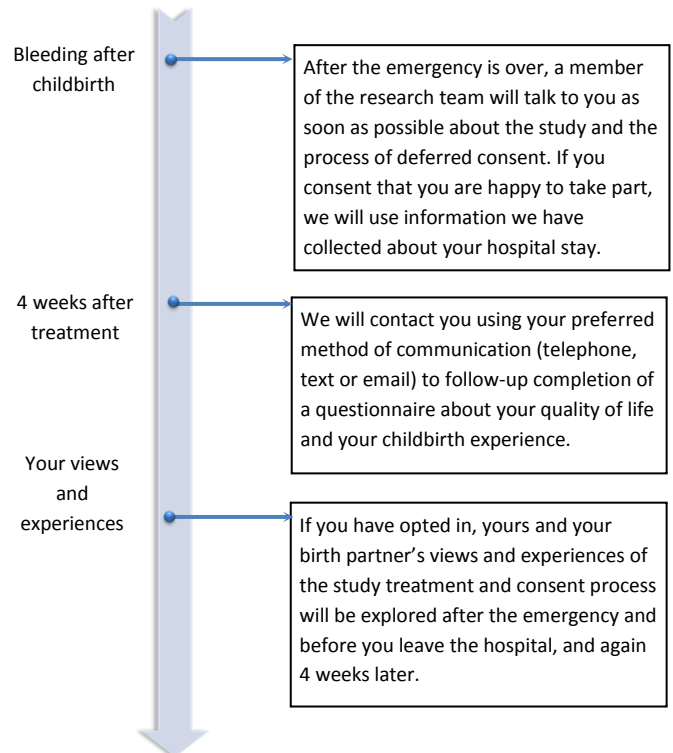 Bleeding after
childbirth
After the emergency is over, a member
of the research team will talk to you as
soon as possible about the study and the
process of deferred consent. If you
consent that you are happy to take part,
we will use information we have
collected about your hospital stay.
4 weeks after
treatment
We will contact you using your preferred
method of communication (telephone,
text or email) to follow-up completion of
a questionnaire about your quality of life
and your childbirth experience.
Your views
and
experiences
If you have opted in, yours and your
birth partner’s views and experiences of
the study treatment and consent process
will be explored after the emergency and
before you leave the hospital, and again
4 weeks later.